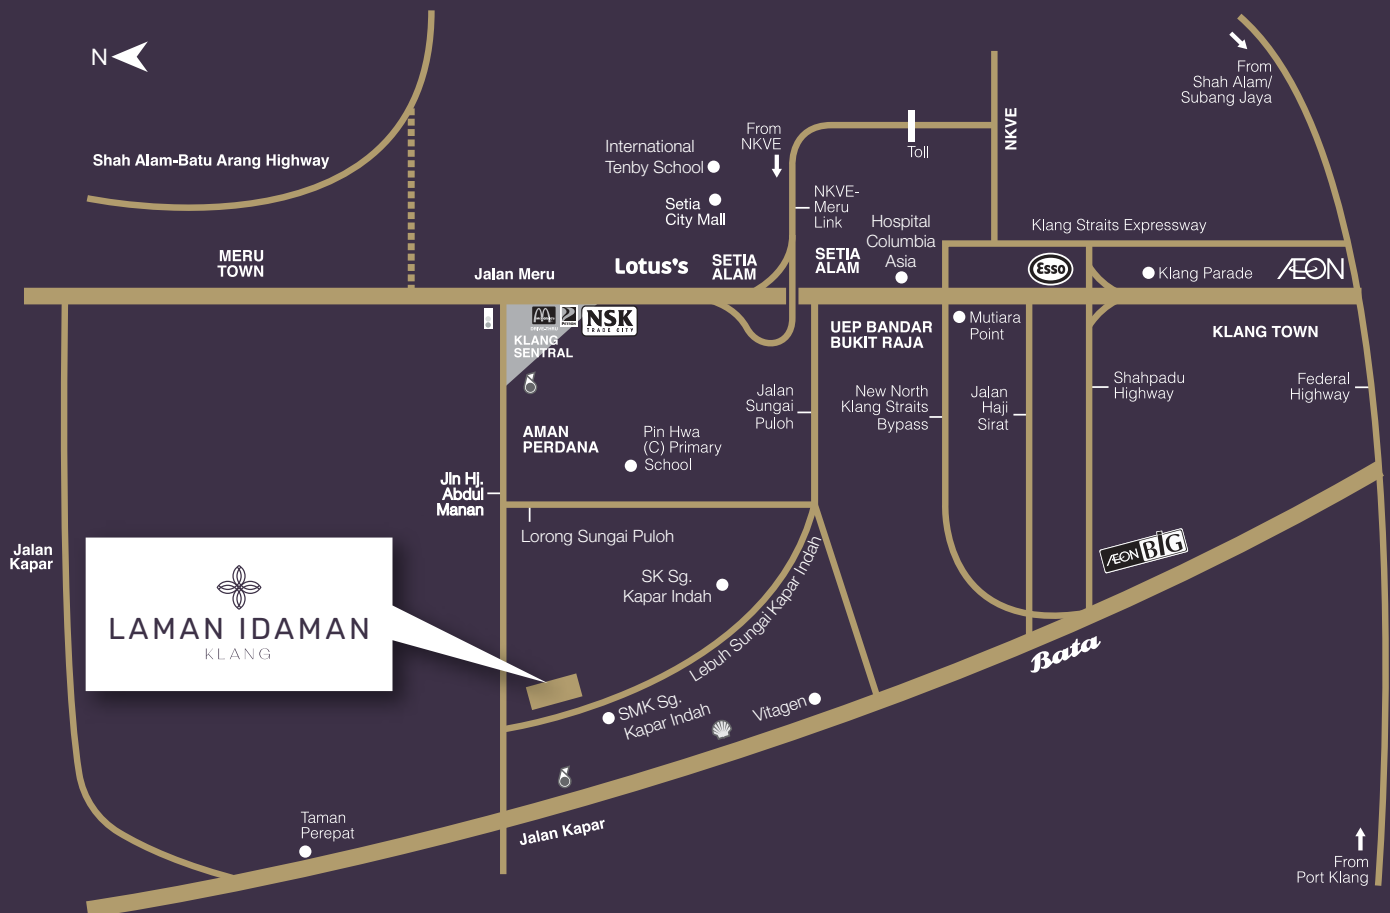 N
From
Shah Alam/
Subang Jaya
Shah Alam-Batu Arang Highway
International
Tenby School
Setia
City Mall
From
NKVE
Toll
NKVE
NKVE-
Meru
Link
Hospital
Columbia
Asia
Klang Straits Expressway
MERU
TOWN
Jalan Meru
Lotus's
SETIA
ALAM
SETIA
ALAM
Esso
Klang Parade
ÆON
NSK
TRADE CITY
KLANG
SENTRAL
UEP BANDAR
BUKIT RAJA
Mutiara
Point
KLANG TOWN
Jalan
Sungai
Puloh
New North
Klang Straits
Bypass
Jalan
Haji
Sirat
Shahpadu
Highway
Federal
Highway
AMAN
PERDANA
Pin Hwa
(C) Primary
School
Jln Hj.
Abdul
Manan
Lorong Sungai Puloh
Jalan
Kapar
LAMAN IDAMAN
KLANG
SK Sg.
Kapar Indah
Lebuh Sungai Kapar Indah
ÆON BIG
Bata
SMK Sg.
Kapar Indah
Vitagen
Taman
Perepat
Jalan Kapar
From
Port Klang